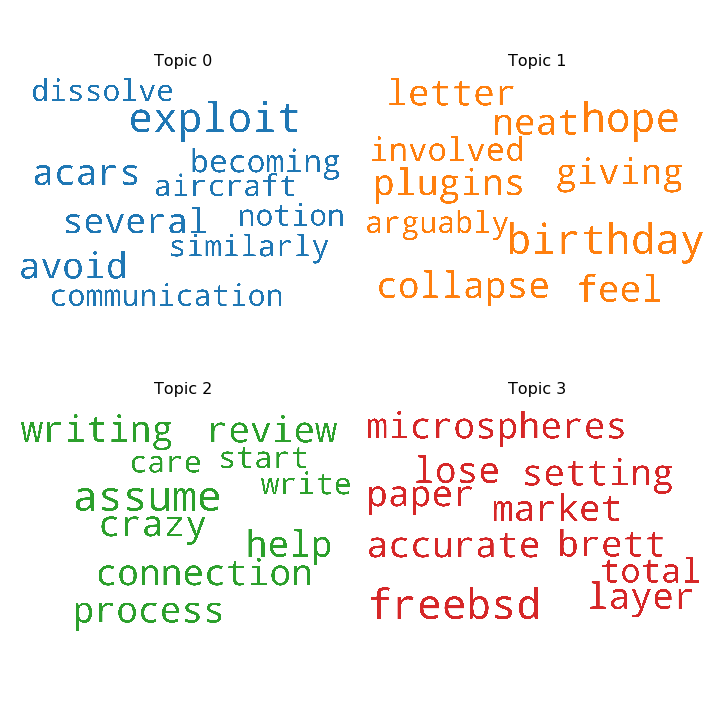 Topic 0
dissolve
exploit
becoming
acars
aircraft
several
notion
similarly
avoid
communication
Topic 1
letter
neat
hope
involved
plugins
giving
arguably
birthday
collapse
feel
Topic 2
writing
review
care
start
write
assume
crazy
help
connection
process
Topic 3
microspheres
lose
setting
paper
market
accurate
brett
total
layer
freebsd